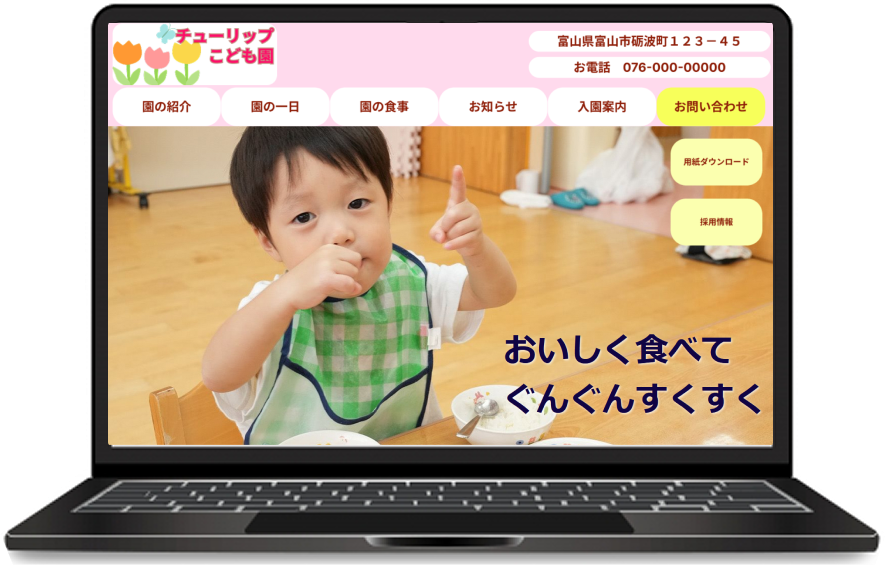 チューリップ
こども園
富山県富山市砺波町１２３－４５
お電話　076-000-00000
園の紹介
園の一日
園の食事
お知らせ
入園案内
お問い合わせ
用紙ダウンロード
採用情報
おいしく食べて
ぐんぐんすくすく